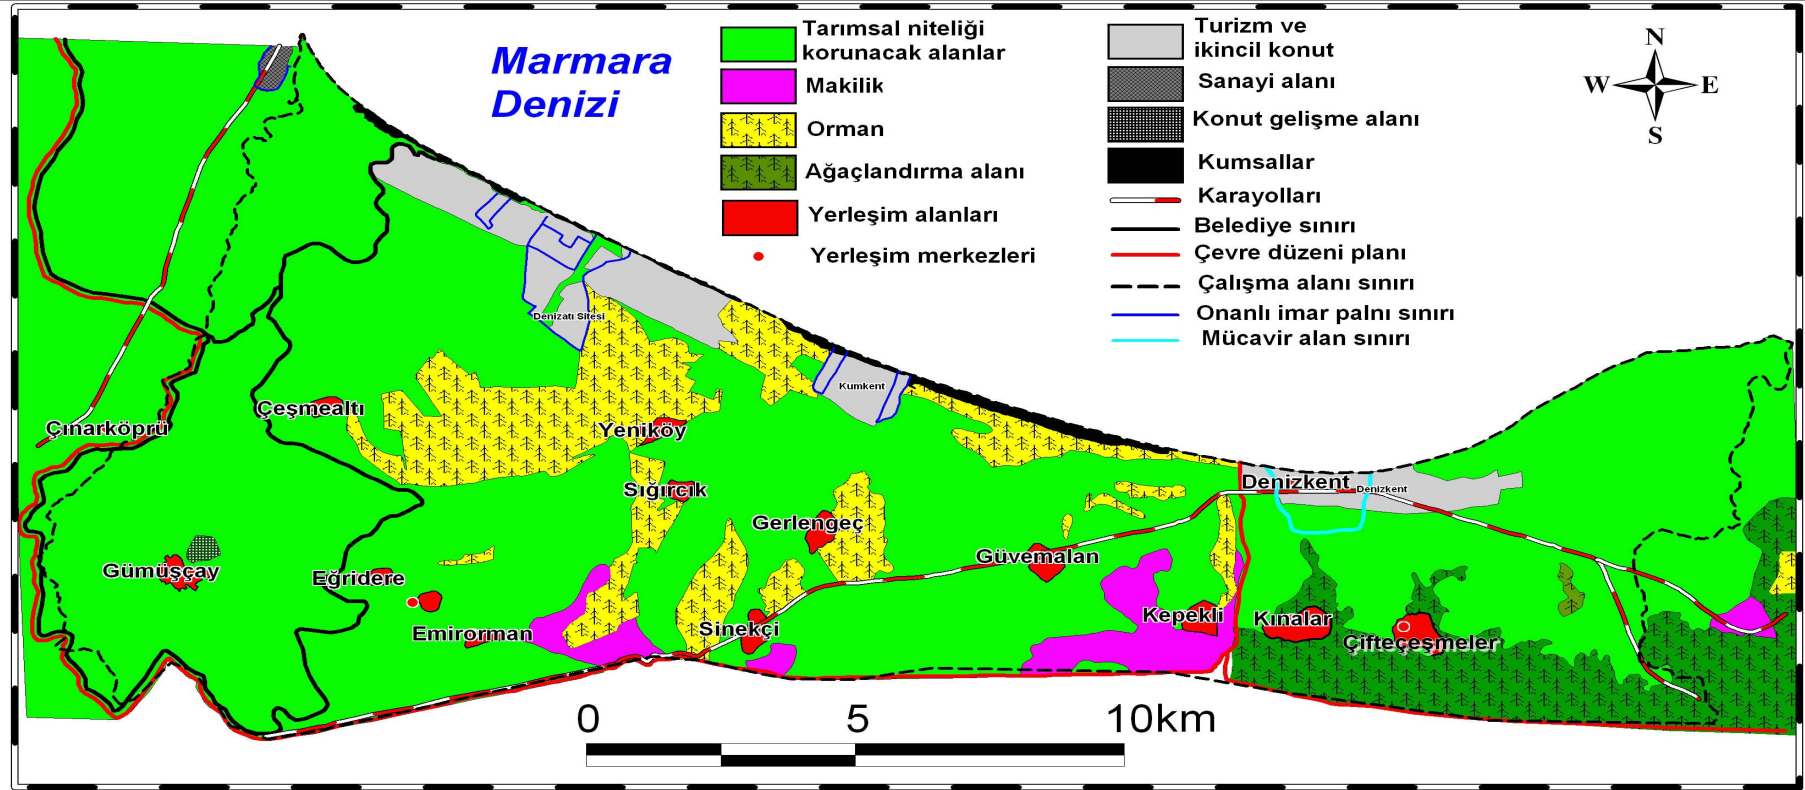 Marmara
Denizi
Tarımsal niteliği
korunacak alanlar
Makilik
Orman
Ağaçlandırma alanı
Yerleşim alanları
Yerleşim merkezleri
Turizm ve
ikincil konut
Sanayi alanı
Konut gelişme alanı
Kumsallar
Karayolları
Belediye sınırı
Çevre düzeni planı
Çalışma alanı sınırı
Onanlı imar palnı sınırı
Mücavir alan sınırı
N
W
E
S
Denizatı Sitesi
Kumkent
Çeşmealtı
Çınarköprü
Yeniköy
Sığırcık
Denizkent
Denizkent
Gerlengeç
Güvemalan
Gümüşçay
Eğridere
Emirorman
Sinekçi
Kepekli
Kınalar
Çifteçeşmeler
0
5
10km